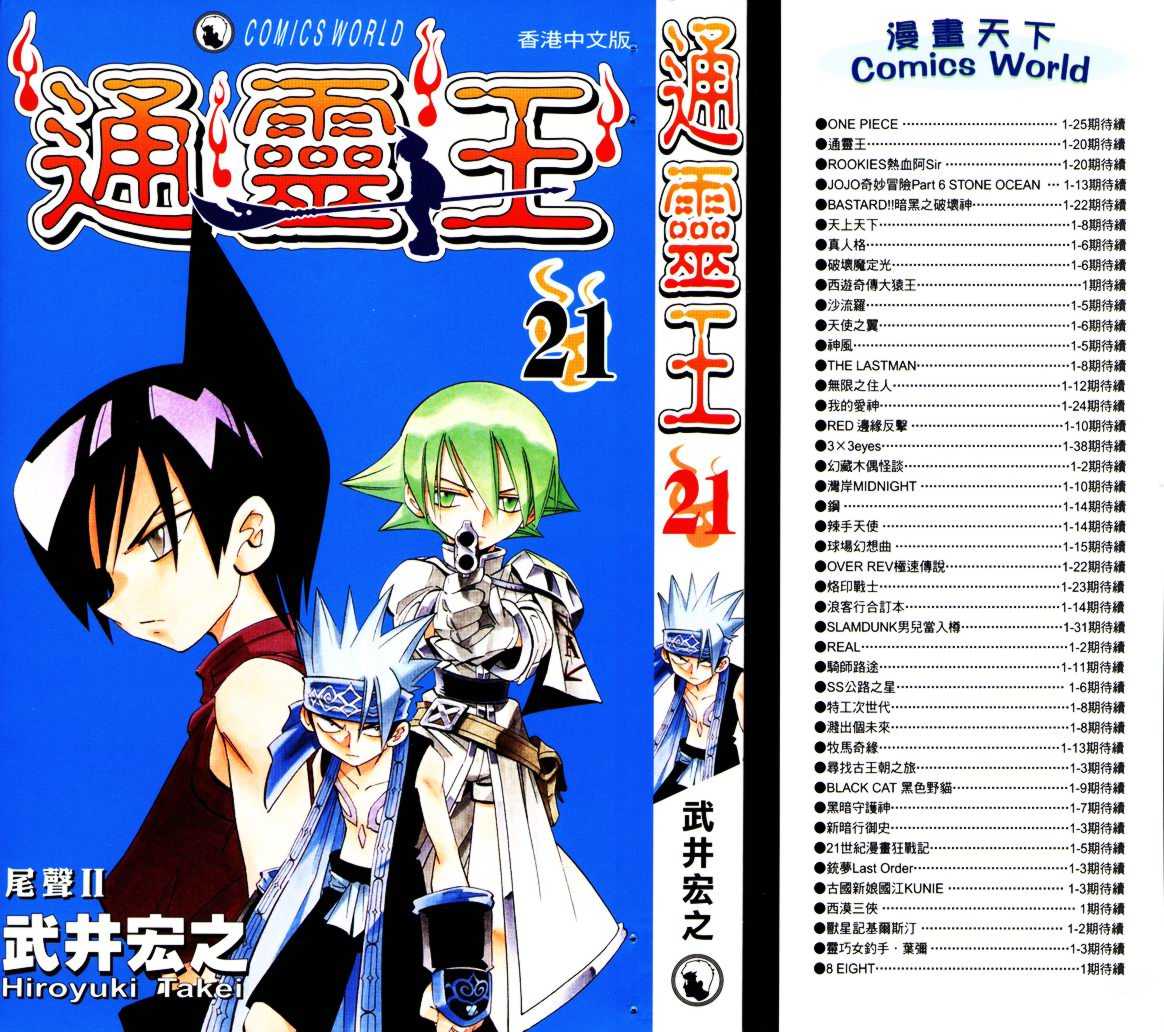 COMICS WORLD
香港中文版
通靈王
21
尾聲II
武井宏之
Hiroyuki Takei
通靈王
21
武井宏之
漫畫天下
Comics World
●ONE PIECE ⋯⋯⋯⋯ 1-25期待續
●通靈王⋯⋯⋯⋯ 1-20期待續
●ROOKIES熱血阿Sir ⋯⋯⋯⋯ 1-20期待續
●JOJO奇妙冒險Part 6 STONE OCEAN ⋯ 1-13期待續
●BASTARD!!暗黑之破壞神⋯⋯⋯⋯ 1-22期待續
●天上天下⋯⋯⋯⋯1-8期待續
●真人格⋯⋯⋯⋯1-6期待續
●破壞魔定光⋯⋯⋯⋯1-6期待續
●西遊奇傳大猿王⋯⋯⋯⋯1期待續
●沙流羅⋯⋯⋯⋯1-5期待續
●天使之翼⋯⋯⋯⋯1-6期待續
●神風⋯⋯⋯⋯1-5期待續
●THE LASTMAN⋯⋯⋯⋯1-8期待續
●無限之住人⋯⋯⋯⋯1-12期待續
●我的愛神⋯⋯⋯⋯1-24期待續
●RED 邊緣反擊 ⋯⋯⋯⋯1-10期待續
●3×3eyes⋯⋯⋯⋯1-38期待續
●幻藏木偶怪談⋯⋯⋯⋯1-2期待續
●灣岸MIDNIGHT ⋯⋯⋯⋯1-10期待續
●鋼 ⋯⋯⋯⋯1-14期待續
●辣手天使 ⋯⋯⋯⋯1-14期待續
●球場幻想曲 ⋯⋯⋯⋯1-15期待續
●OVER REV極速傳說⋯⋯⋯⋯1-22期待續
●烙印戰士⋯⋯⋯⋯1-23期待續
●浪客行合訂本⋯⋯⋯⋯1-14期待續
●SLAMDUNK男兒當入樽⋯⋯⋯⋯1-31期待續
●REAL⋯⋯⋯⋯1-2期待續
●騎師路途⋯⋯⋯⋯1-11期待續
●SS公路之星⋯⋯⋯⋯ 1-6期待續
●特工次世代⋯⋯⋯⋯1-8期待續
●濺出個未來⋯⋯⋯⋯1-8期待續
●牧馬奇緣⋯⋯⋯⋯1-13期待續
●尋找古王朝之旅⋯⋯⋯⋯1-3期待續
●BLACK CAT 黑色野貓⋯⋯⋯⋯1-9期待續
●黑暗守護神⋯⋯⋯⋯1-7期待續
●新暗行御史⋯⋯⋯⋯1-3期待續
●21世紀漫畫狂戰記⋯⋯⋯⋯1-5期待續
●銃夢Last Order⋯⋯⋯⋯1-3期待續
●古國新娘國江KUNIE ⋯⋯⋯⋯1-3期待續
●西漠三俠 ⋯⋯⋯⋯ 1期待續
●獸星記基爾斯汀 ⋯⋯⋯⋯1-2期待續
●靈巧女釣手．葉彌 ⋯⋯⋯⋯1-3期待續
●8 EIGHT⋯⋯⋯⋯1期待續